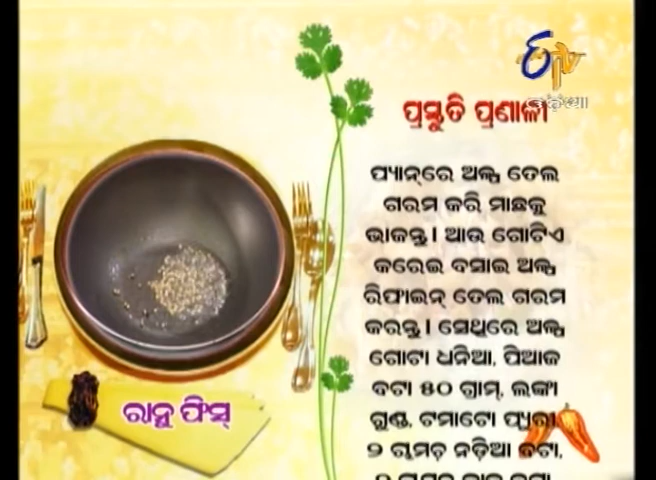 ETV
ଓଡ଼ିଆ
ପ୍ରସ୍ତୁତି ପ୍ରଣାଳୀ
ପ୍ୟାନ୍‌ରେ ଅଳ୍ପ ତେଲ
ଗରମ କରି ମାଛକୁ
ଭାଜନ୍ତୁ। ଆଉ ଗୋଟିଏ
କରେଇ ବସାଇ ଅଳ୍ପ
ରିଫାଇନ୍ ତେଲ ଗରମ
କରନ୍ତୁ। ସେଥିରେ ଅଳ୍ପ
ଗୋଟା ଧନିଆ, ପିଆଜ
ବଟା ୫୦ ଗ୍ରାମ୍, ଲଙ୍କା
ଗୁଣ୍ଡ, ଟମାଟୋ ପ୍ୟୁରୀ,
୨ ଚାମଚ ନଡ଼ିଆ ବଟା,
ରାନ୍ଧୁ ଫିସ୍